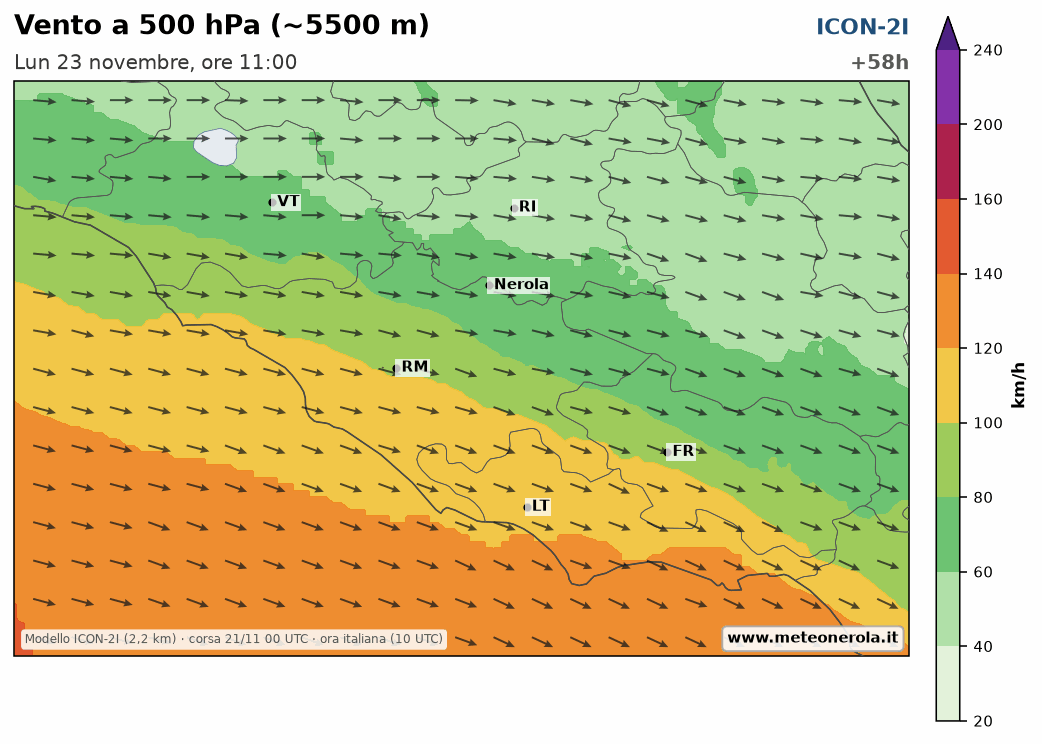 Vento a 500 hPa (~5500 m)
ICON-2I
Lun 23 novembre, ore 11:00
+58h
VT
RI
Nerola
RM
FR
LT
Modello ICON-2I (2,2 km) · corsa 21/11 00 UTC · ora italiana (10 UTC)
www.meteonerola.it
240
200
160
140
120
100
80
60
40
20
km/h